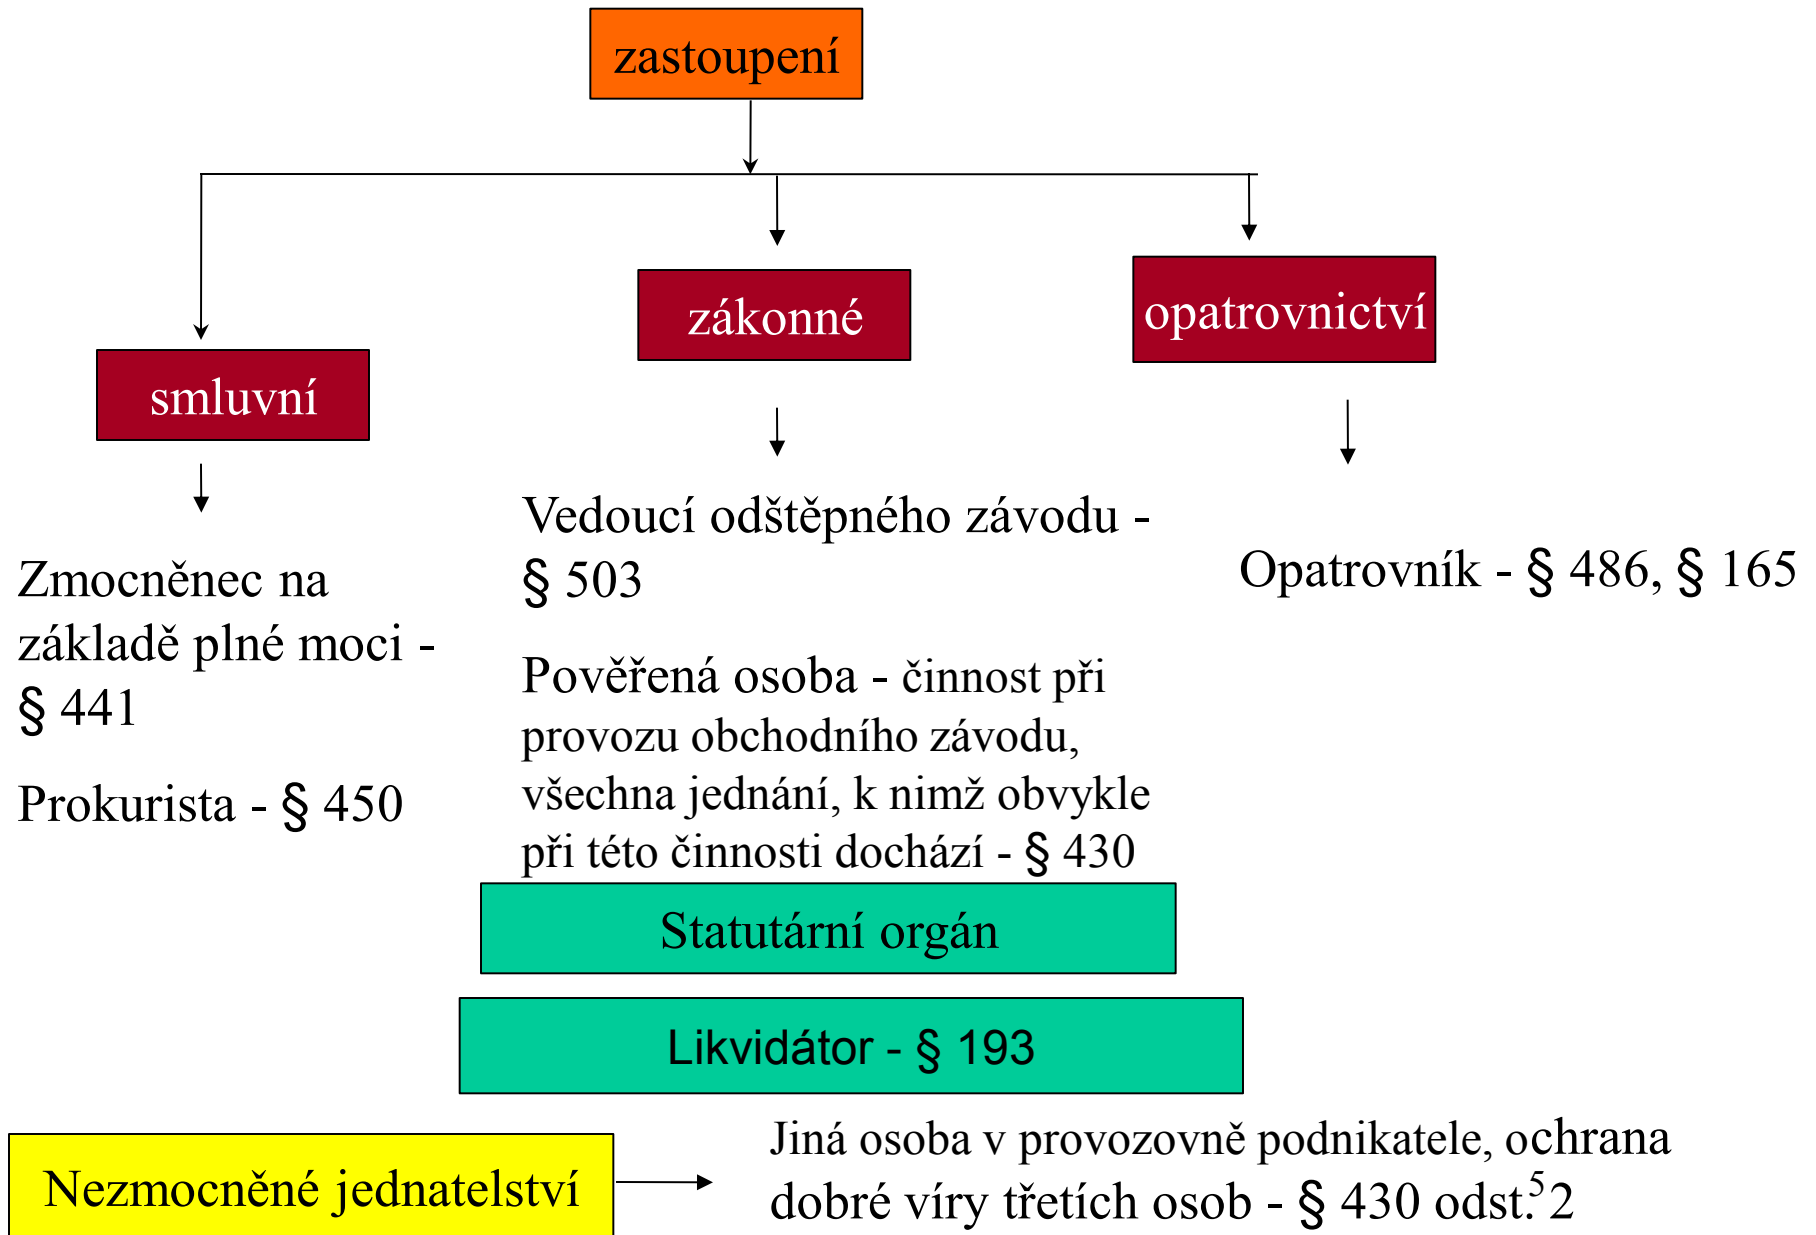 zastoupení
smluvní
zákonné
opatrovnictví
Zmocněnec na
základě plné moci -
§ 441
Prokurista - § 450
Vedoucí odštěpného závodu -
§ 503
Pověřená osoba - činnost při
provozu obchodního závodu,
všechna jednání, k nimž obvykle
při této činnosti dochází - § 430
Opatrovník - § 486, § 165
Statutární orgán
Likvidátor - § 193
Nezmocněné jednatelství
Jiná osoba v provozovně podnikatele, ochrana
dobré víry třetích osob - § 430 odst. 2
5